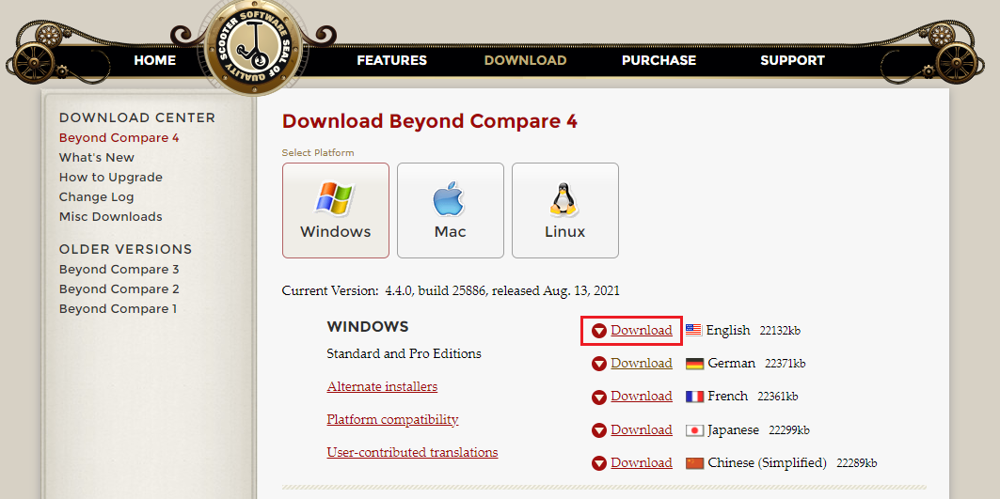 SCOOTER SOFTWARE SEAL OF QUALITY
HOME FEATURES DOWNLOAD PURCHASE SUPPORT
DOWNLOAD CENTER
Beyond Compare 4
What's New
How to Upgrade
Change Log
Misc Downloads
OLDER VERSIONS
Beyond Compare 3
Beyond Compare 2
Beyond Compare 1
Download Beyond Compare 4
Select Platform
Windows Mac Linux
Current Version: 4.4.0, build 25886, released Aug. 13, 2021
WINDOWS
Standard and Pro Editions
Alternate installers
Platform compatibility
User-contributed translations
Download English 22132kb
Download German 22371kb
Download French 22361kb
Download Japanese 22299kb
Download Chinese (Simplified) 22289kb